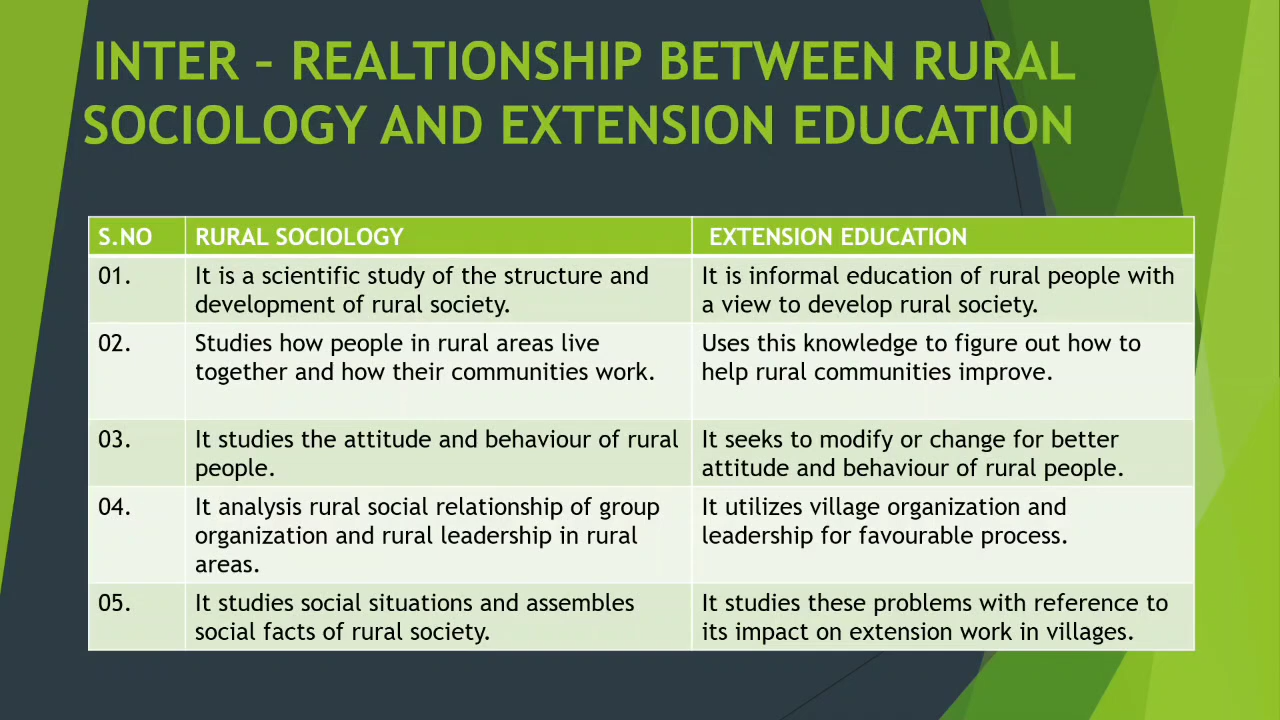 INTER – REALTIONSHIP BETWEEN RURAL
SOCIOLOGY AND EXTENSION EDUCATION
S.NO RURAL SOCIOLOGY EXTENSION EDUCATION
01. It is a scientific study of the structure and It is informal education of rural people with
development of rural society. a view to develop rural society.
02. Studies how people in rural areas live Uses this knowledge to figure out how to
together and how their communities work. help rural communities improve.
03. It studies the attitude and behaviour of rural It seeks to modify or change for better
people. attitude and behaviour of rural people.
04. It analysis rural social relationship of group It utilizes village organization and
organization and rural leadership in rural leadership for favourable process.
areas.
05. It studies social situations and assembles It studies these problems with reference to
social facts of rural society. its impact on extension work in villages.